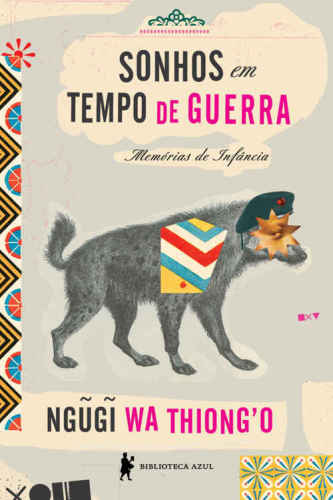 SONHOS em
TEMPO DE GUERRA
Memórias de Infância
NGŨGĨ WA THIONG'O
BIBLIOTECA AZUL